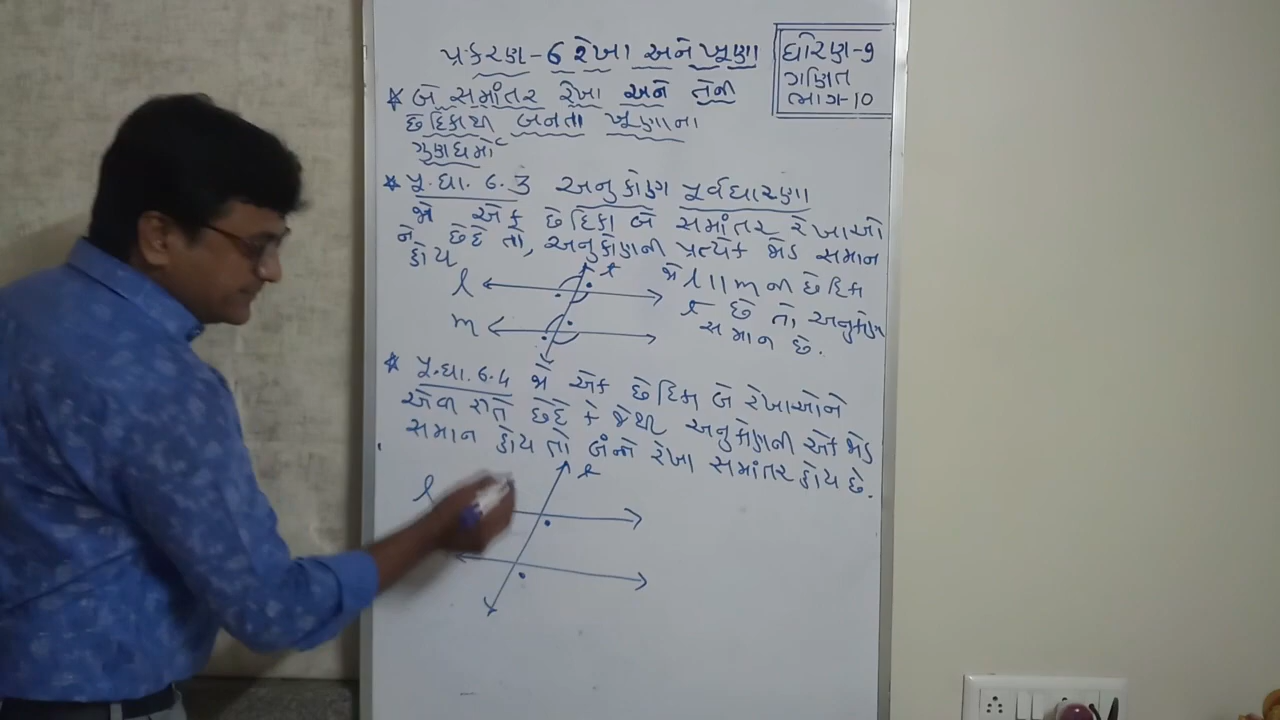 પ્રકરણ-6 રેખા અને ખૂણા
ધોરણ-9
ગણિત
ભાગ-10
* બે સમાંતર રેખા અને તેની
છેદિકાથી બનતા ખૂણાના
ગુણધર્મો
* પૂ.ધા. 6.3 અનુકોણ પૂર્વધારણા
જો એક છેદિકા બે સમાંતર રેખાઓ
ને છેદે તો, અનુકોણની પ્રત્યેક જોડ સમાન
હોય
l
t
m
જો l || m ની છેદિકા
t છે તો, અનુકોણ
સમાન છે.
* પૂ.ધા. 6.4 જો એક છેદિકા બે રેખાઓને
એવી રીતે છેદે કે જેથી અનુકોણની એક જોડ
સમાન હોય તો બંને રેખા સમાંતર હોય છે.
l
t